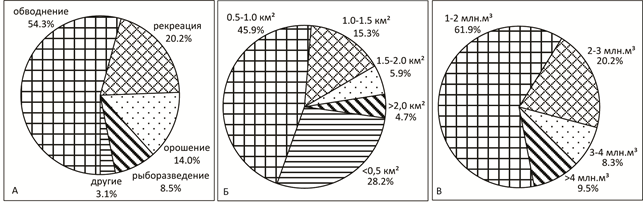 обводнение
54.3%
рекреация
20.2%
орошение
14.0%
рыборазведение
8.5%
другие
3.1%
А
0.5-1.0 км²
45.9%
1.0-1.5 км²
15.3%
1.5-2.0 км²
5.9%
>2,0 км²
4.7%
<0,5 км²
28.2%
Б
1-2 млн.м³
61.9%
2-3 млн.м³
20.2%
3-4 млн.м³
8.3%
>4 млн.м³
9.5%
В